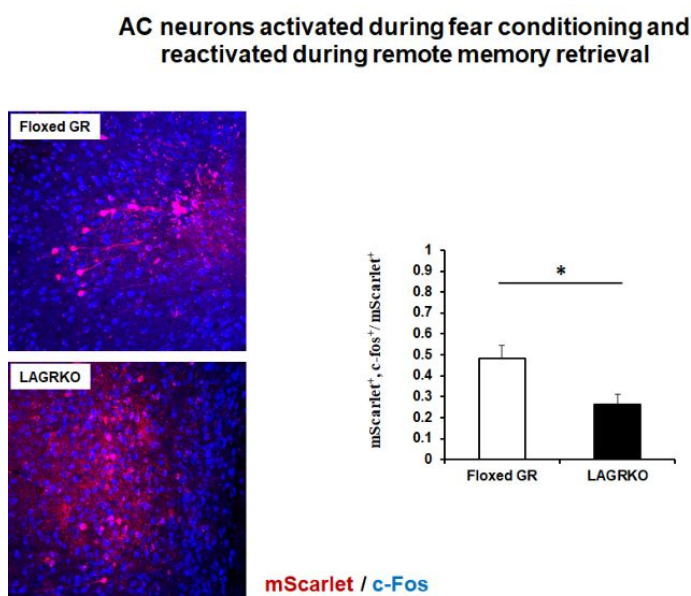 AC neurons activated during fear conditioning and
reactivated during remote memory retrieval
Floxed GR
LAGRKO
mScarlet / c-Fos
mScarlet⁺, c-fos⁺/ mScarlet⁺
1
0.9
0.8
0.7
0.6
0.5
0.4
0.3
0.2
0.1
0
*
Floxed GR LAGRKO